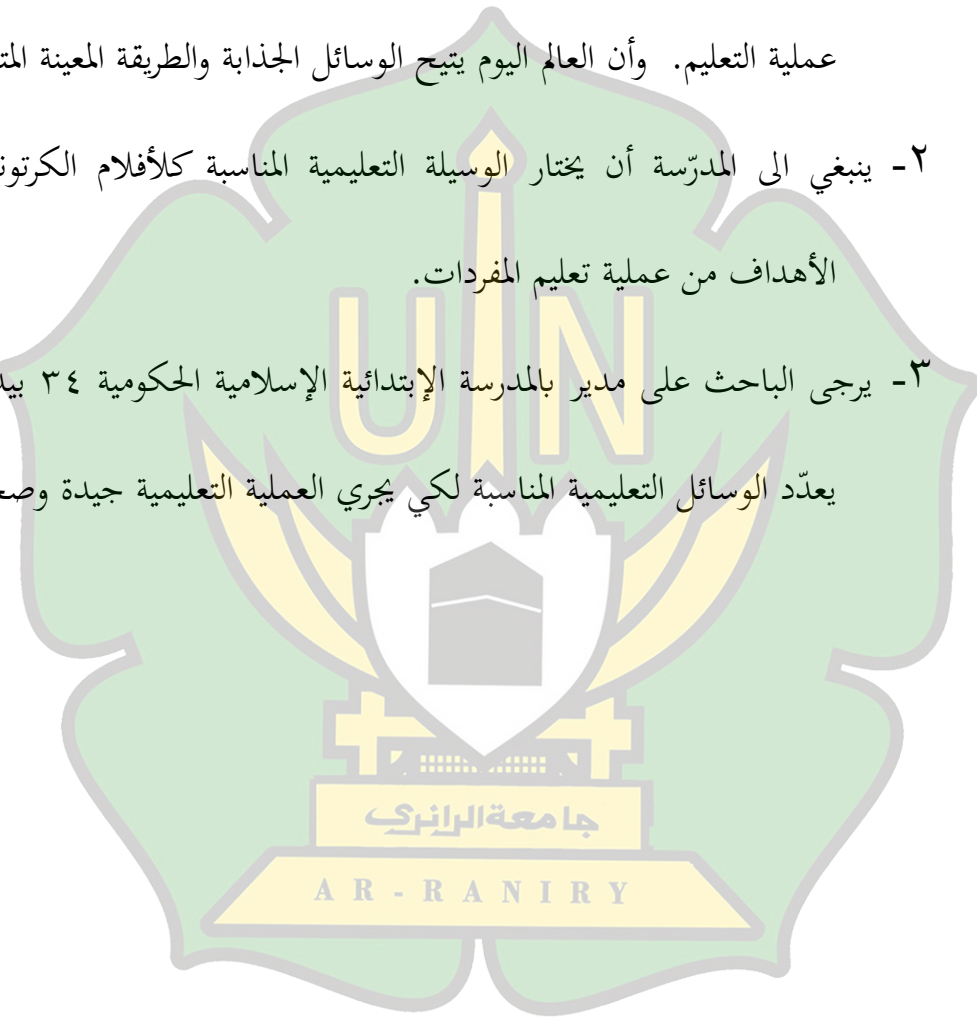 عملية التعليم. وأن العالم اليوم يتيح الوسائل الجذابة والطريقة المعينة
٢- ينبغي الى المدرّسة أن يختار الوسيلة التعليمية المناسبة كلأفلام
الأهداف من عملية تعليم المفردات.
٣- يرجى الباحث على مدير بالمدرسة الإبتدائية الإسلامية الحكومية ٣٤
يعدّد الوسائل التعليمية المناسبة لكي يجري العملية التعليمية جيدة
UIN
جامعة الرانري
AR-RANIRY